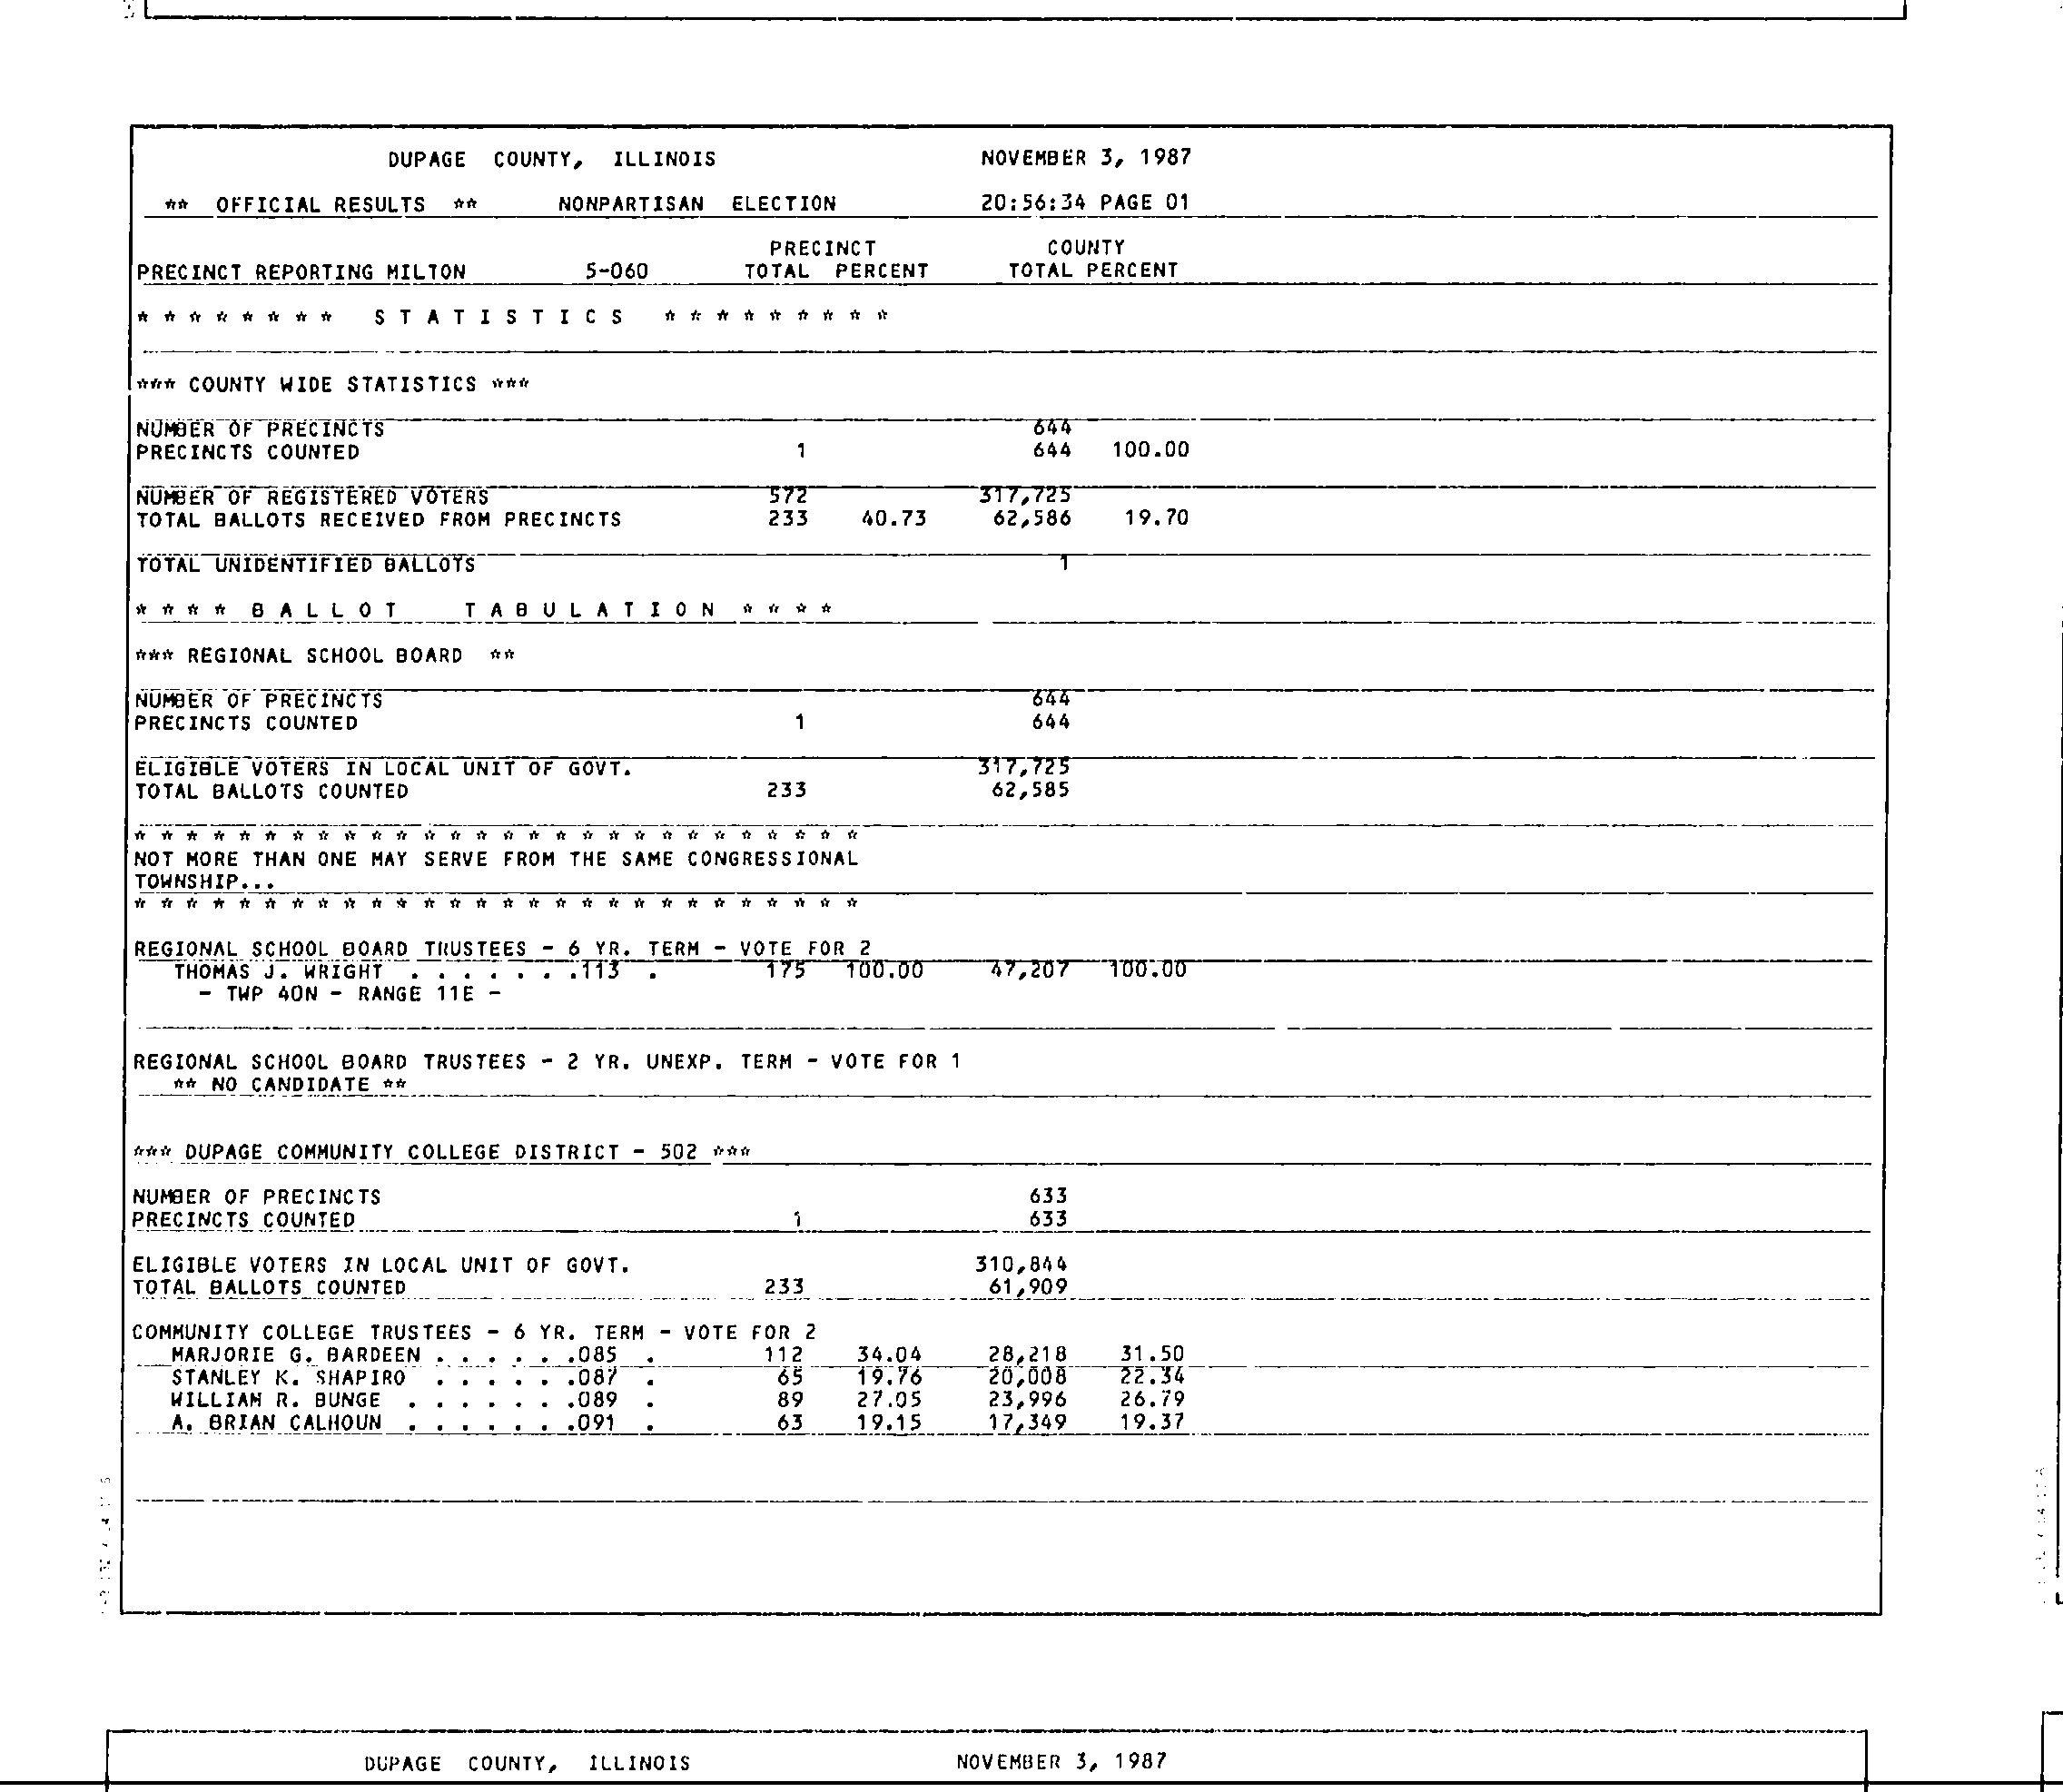 DUPAGE COUNTY, ILLINOIS NOVEMBER 3, 1987
** OFFICIAL RESULTS ** NONPARTISAN ELECTION 20:56:34 PAGE 01
PRECINCT COUNTY
PRECINCT REPORTING MILTON 5-060 TOTAL PERCENT TOTAL PERCENT
* * * * * * * * S T A T I S T I C S * * * * * * * * *
*** COUNTY WIDE STATISTICS ***
NUMBER OF PRECINCTS 644
PRECINCTS COUNTED 1 644 100.00
NUMBER OF REGISTERED VOTERS 572 317,725
TOTAL BALLOTS RECEIVED FROM PRECINCTS 233 40.73 62,586 19.70
TOTAL UNIDENTIFIED BALLOTS 1
* * * * B A L L O T T A B U L A T I O N * * * *
*** REGIONAL SCHOOL BOARD **
NUMBER OF PRECINCTS 644
PRECINCTS COUNTED 1 644
ELIGIBLE VOTERS IN LOCAL UNIT OF GOVT. 317,725
TOTAL BALLOTS COUNTED 233 62,585
* * * * * * * * * * * * * * * * * * * * * * * * * * * *
NOT MORE THAN ONE MAY SERVE FROM THE SAME CONGRESSIONAL
TOWNSHIP...
* * * * * * * * * * * * * * * * * * * * * * * * * * * *
REGIONAL SCHOOL BOARD TRUSTEES - 6 YR. TERM - VOTE FOR 2
THOMAS J. WRIGHT . . . . . . .113 . 175 100.00 47,207 100.00
- TWP 40N - RANGE 11E -
REGIONAL SCHOOL BOARD TRUSTEES - 2 YR. UNEXP. TERM - VOTE FOR 1
** NO CANDIDATE **
*** DUPAGE COMMUNITY COLLEGE DISTRICT - 502 ***
NUMBER OF PRECINCTS 633
PRECINCTS COUNTED 1 633
ELIGIBLE VOTERS IN LOCAL UNIT OF GOVT. 310,844
TOTAL BALLOTS COUNTED 233 61,909
COMMUNITY COLLEGE TRUSTEES - 6 YR. TERM - VOTE FOR 2
MARJORIE G. BARDEEN . . . . . .085 . 112 34.04 28,218 31.50
STANLEY K. SHAPIRO . . . . . .087 . 65 19.76 20,008 22.34
WILLIAM R. BUNGE . . . . . . .089 . 89 27.05 23,996 26.79
A. BRIAN CALHOUN . . . . . . .091 . 63 19.15 17,349 19.37
DUPAGE COUNTY, ILLINOIS NOVEMBER 3, 1987